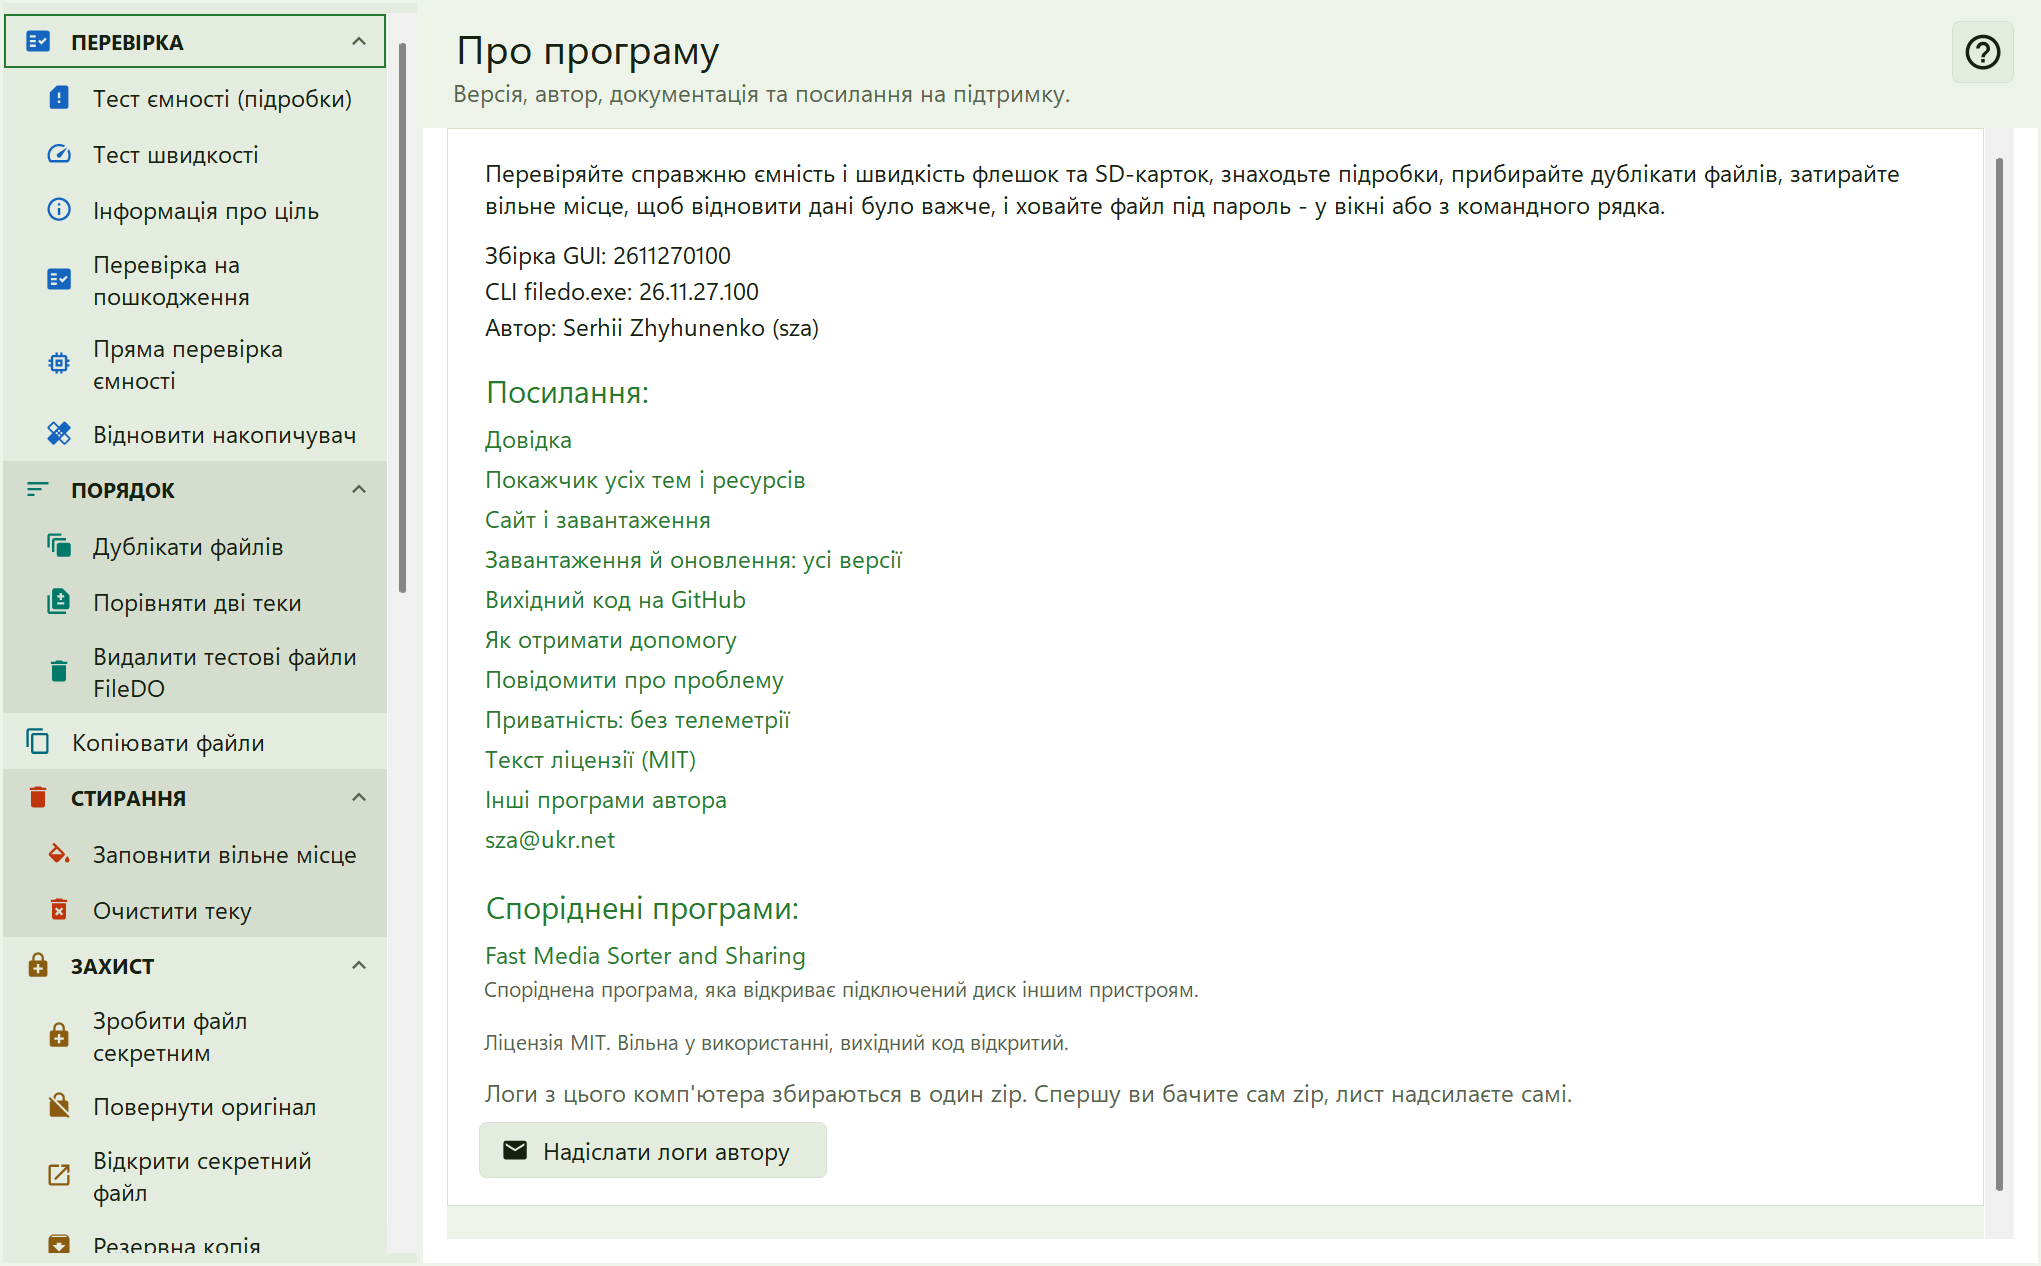 ПЕРЕВІРКА
Тест ємності (підробки)
Тест швидкості
Інформація про ціль
Перевірка на
пошкодження
Пряма перевірка
ємності
Відновити накопичувач
ПОРЯДОК
Дублікати файлів
Порівняти дві теки
Видалити тестові файли
FileDO
Копіювати файли
СТИРАННЯ
Заповнити вільне місце
Очистити теку
ЗАХИСТ
Зробити файл
секретним
Повернути оригінал
Відкрити секретний
файл
Резервна копія
Про програму
Версія, автор, документація та посилання на підтримку.
Перевіряйте справжню ємність і швидкість флешок та SD-карток, знаходьте підробки, прибирайте дублікати файлів, затирайте
вільне місце, щоб відновити дані було важче, і ховайте файл під пароль - у вікні або з командного рядка.
Збірка GUI: 2611270100
CLI filedo.exe: 26.11.27.100
Автор: Serhii Zhyhunenko (sza)
Посилання:
Довідка
Покажчик усіх тем і ресурсів
Сайт і завантаження
Завантаження й оновлення: усі версії
Вихідний код на GitHub
Як отримати допомогу
Повідомити про проблему
Приватність: без телеметрії
Текст ліцензії (MIT)
Інші програми автора
sza@ukr.net
Споріднені програми:
Fast Media Sorter and Sharing
Споріднена програма, яка відкриває підключений диск іншим пристроям.
Ліцензія MIT. Вільна у використанні, вихідний код відкритий.
Логи з цього комп'ютера збираються в один zip. Спершу ви бачите сам zip, лист надсилаєте самі.
Надіслати логи автору